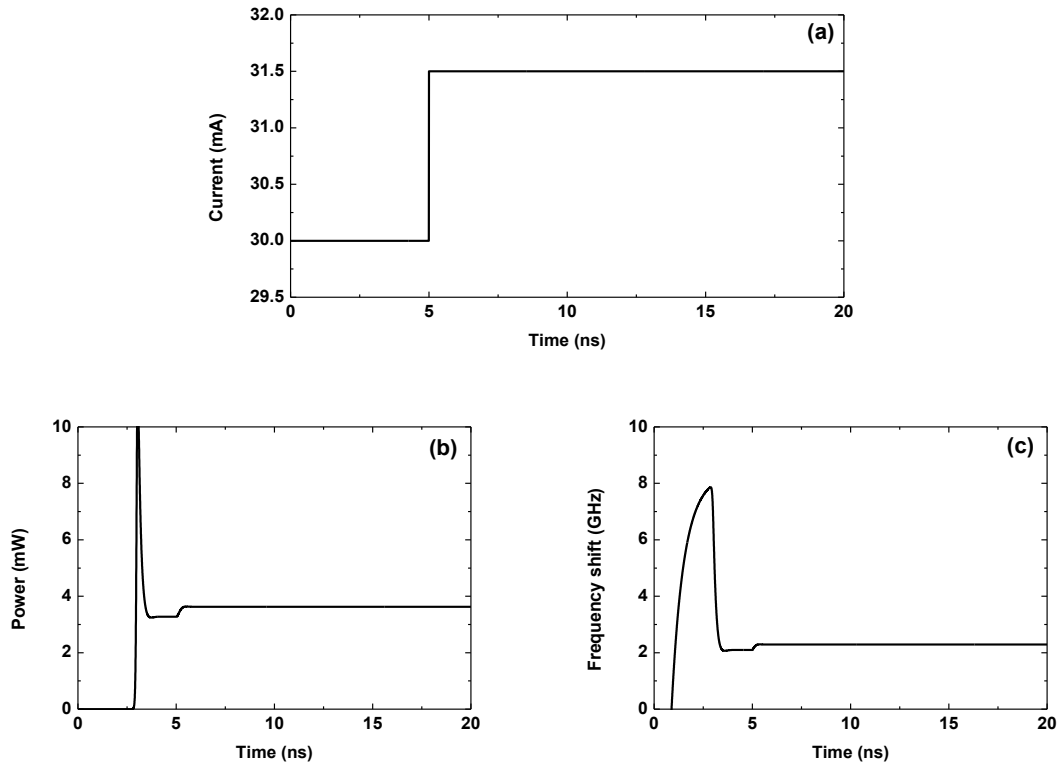 (a)
Current (mA)
32.0
31.5
31.0
30.5
30.0
29.5
0 5 10 15 20
Time (ns)
(b)
Power (mW)
10
8
6
4
2
0
0 5 10 15 20
Time (ns)
(c)
Frequency shift (GHz)
10
8
6
4
2
0
0 5 10 15 20
Time (ns)